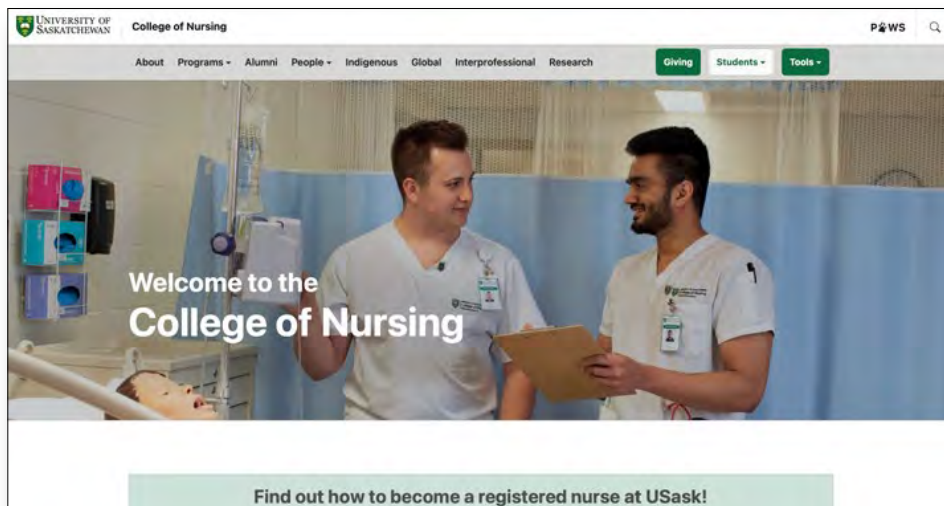 UNIVERSITY OF
SASKATCHEWAN
College of Nursing
PAWS
About Programs Alumni People Indigenous Global Interprofessional Research Giving Students Tools
Welcome to the
College of Nursing
Find out how to become a registered nurse at USask!